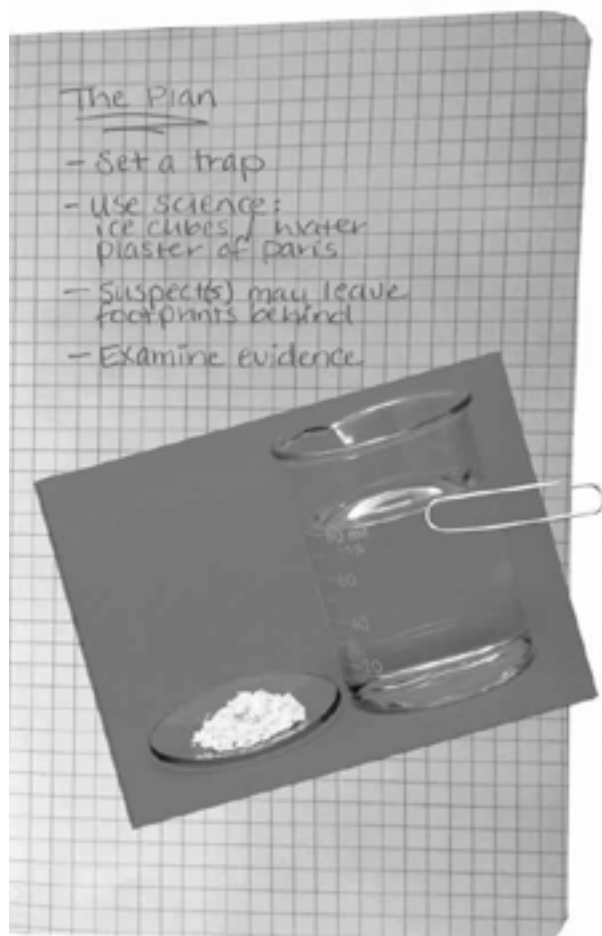 The Plan
- Set a trap
- Use science:
ice cubes / water
plaster of paris
- Suspect(s) may leave
footprints behind
- Examine evidence
60
40
20